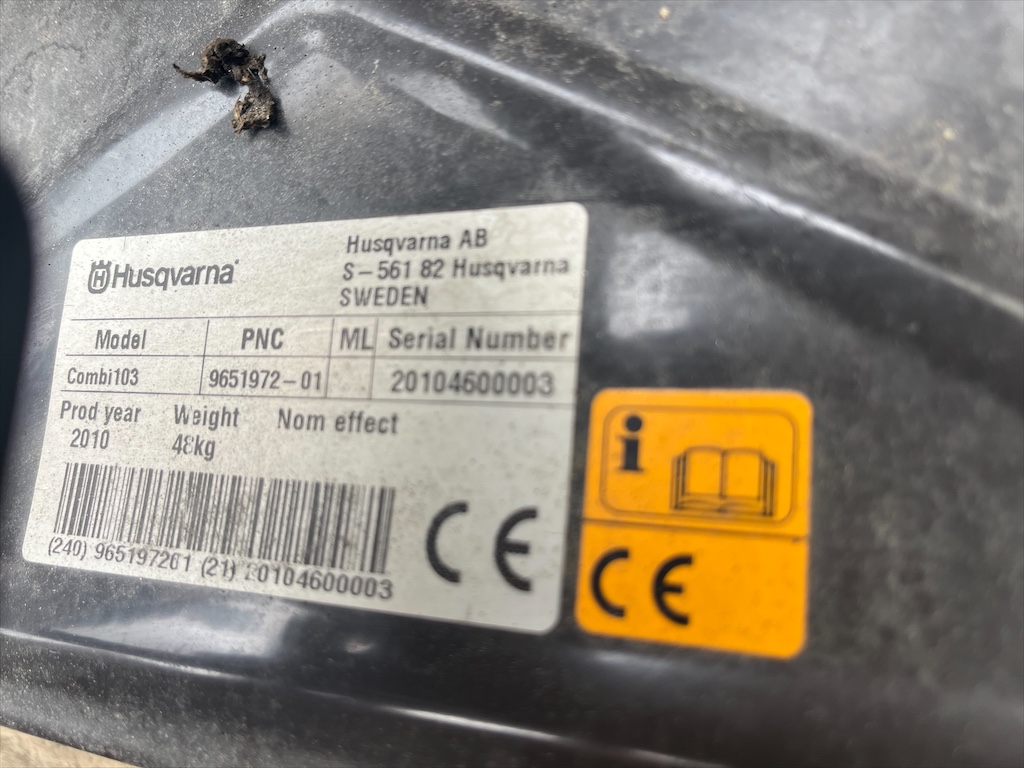 Husqvarna
Husqvarna AB
S-561 82 Husqvarna
SWEDEN
Model PNC ML Serial Number
Combi103 9651972-01 20104600003
Prod year Weight Nom effect
2010 48kg
(240) 965197201 (21) 20104600003
CE
i
CE